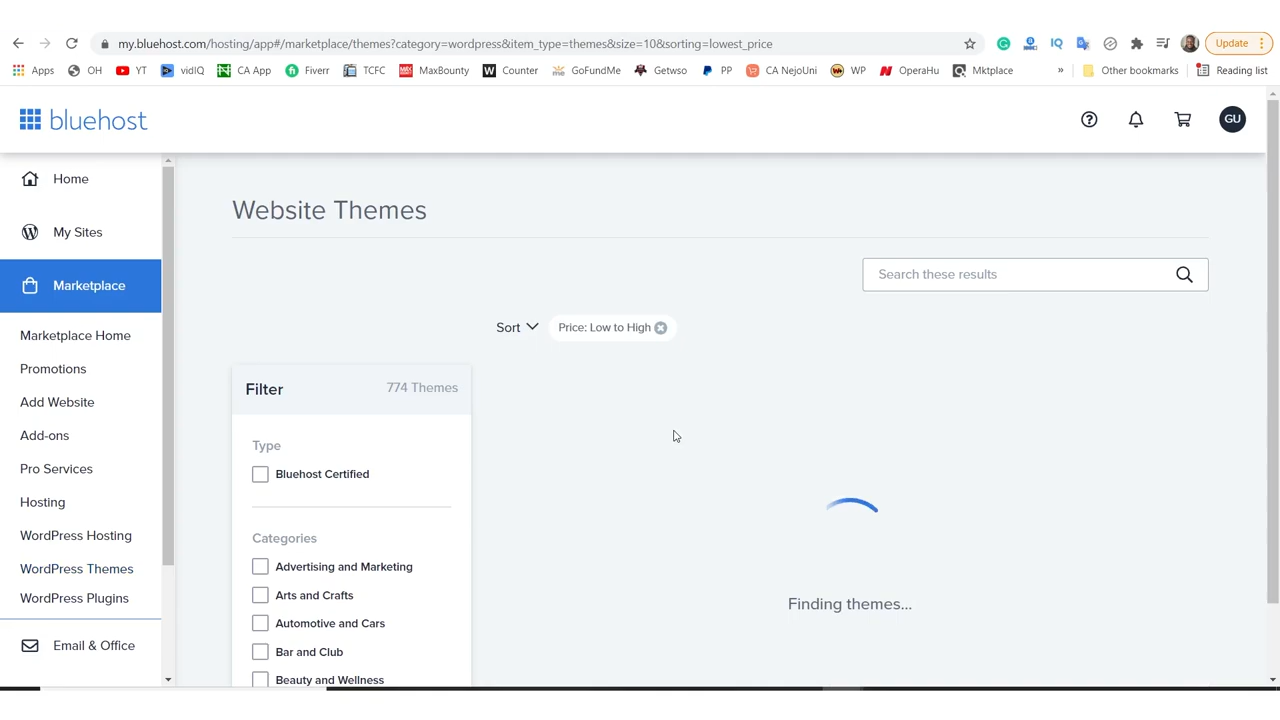 my.bluehost.com/hosting/app#/marketplace/themes?category=wordpress&item_type=themes&size=10&sorting=lowest_price
Update
Apps OH YT vidIQ CA App Fiverr TCFC MaxBounty Counter GoFundMe Getwso PP CA NejoUni WP OperaHu Mktplace » Other bookmarks Reading list
bluehost
GU
Home
My Sites
Marketplace
Marketplace Home
Promotions
Add Website
Add-ons
Pro Services
Hosting
WordPress Hosting
WordPress Themes
WordPress Plugins
Email & Office
Website Themes
Search these results
Sort Price: Low to High
Filter 774 Themes
Type
Bluehost Certified
Categories
Advertising and Marketing
Arts and Crafts
Automotive and Cars
Bar and Club
Beauty and Wellness
Finding themes...